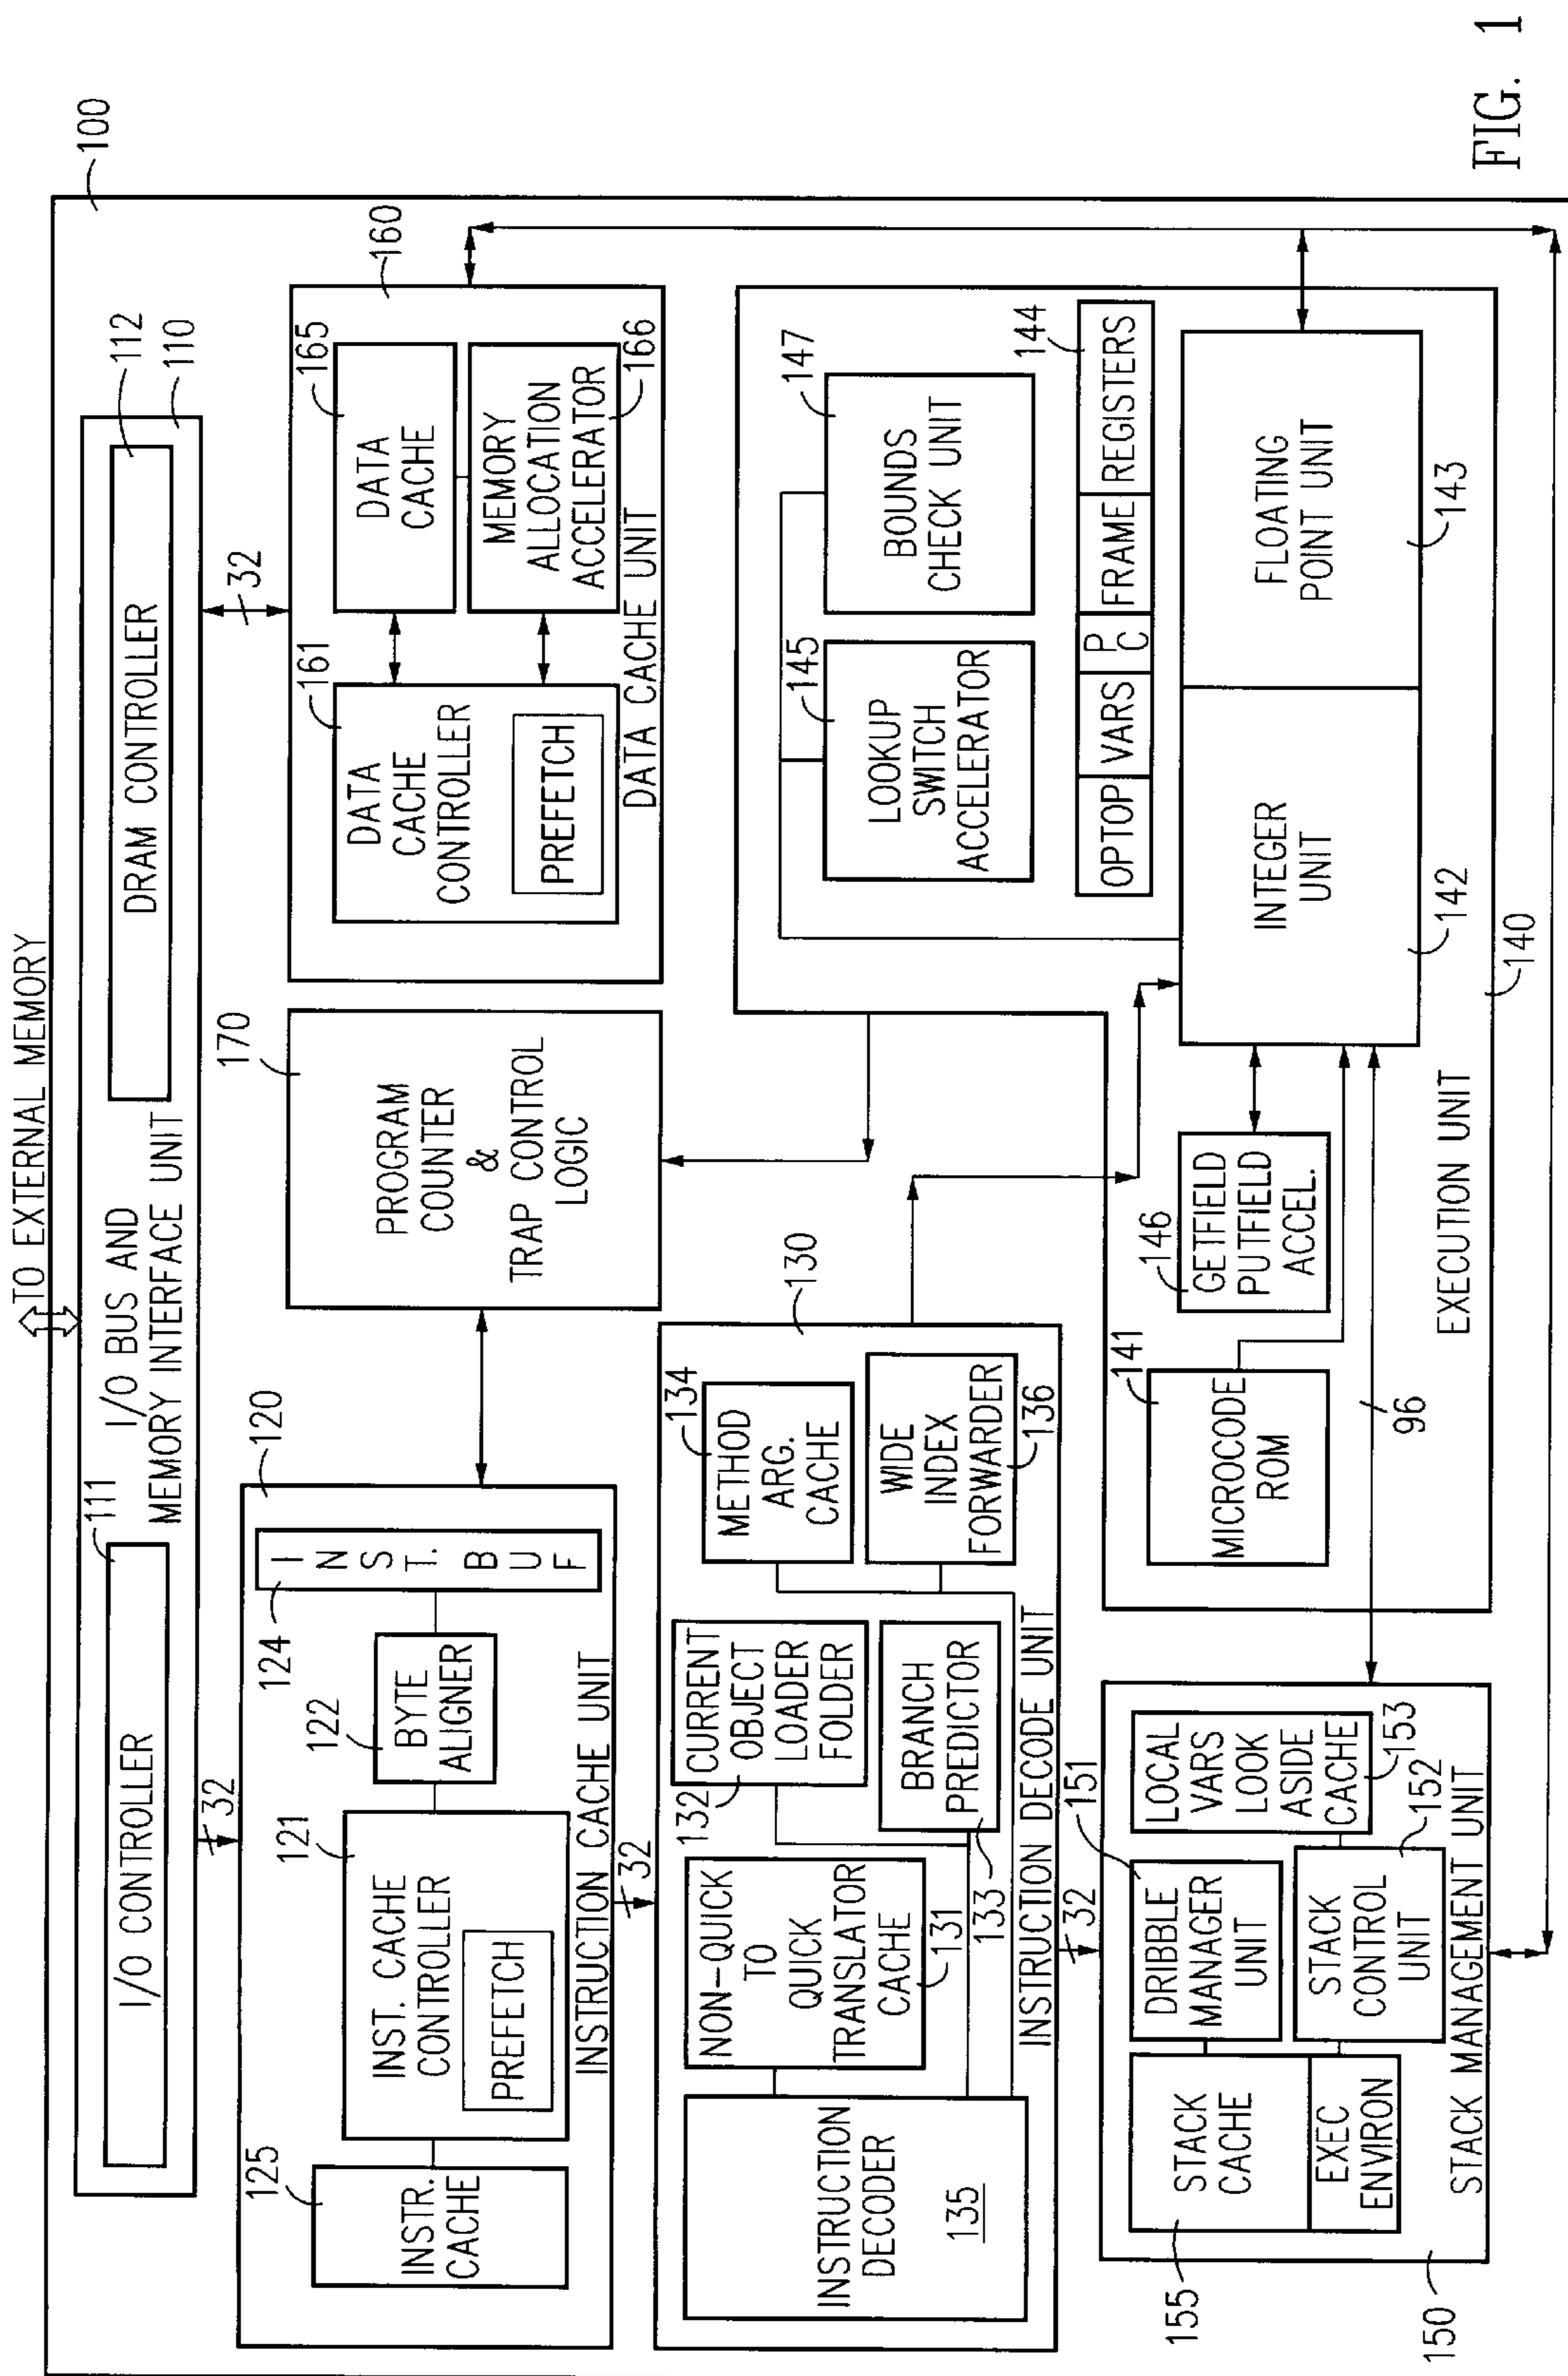 TO EXTERNAL MEMORY
100
111
I/O CONTROLLER
I/O BUS AND
MEMORY INTERFACE UNIT
DRAM CONTROLLER
112
110
32
32
120
125
INSTR.
CACHE
121
INST. CACHE
CONTROLLER
PREFETCH
122
BYTE
ALIGNER
124
INST. BUF
INSTRUCTION CACHE UNIT
32
170
PROGRAM
COUNTER
&
TRAP CONTROL
LOGIC
160
161
DATA
CACHE
CONTROLLER
PREFETCH
165
DATA
CACHE
MEMORY
ALLOCATION
ACCELERATOR
166
DATA CACHE UNIT
130
INSTRUCTION
DECODER
135
NON-QUICK
TO
QUICK
TRANSLATOR
CACHE
131
132
CURRENT
OBJECT
LOADER
FOLDER
BRANCH
PREDICTOR
133
134
METHOD
ARG.
CACHE
WIDE
INDEX
FORWARDER
136
INSTRUCTION DECODE UNIT
32
145
LOOKUP
SWITCH
ACCELERATOR
147
BOUNDS
CHECK UNIT
144
OPTOP
VARS
PC
FRAME
REGISTERS
141
MICROCODE
ROM
146
GETFIELD
PUTFIELD
ACCEL.
INTEGER
UNIT
142
FLOATING
POINT UNIT
143
96
EXECUTION UNIT
140
155
STACK
CACHE
EXEC
ENVIRON
151
DRIBBLE
MANAGER
UNIT
STACK
CONTROL
UNIT
152
LOCAL
VARS
LOOK
ASIDE
CACHE
153
STACK MANAGEMENT UNIT
150
FIG. 1